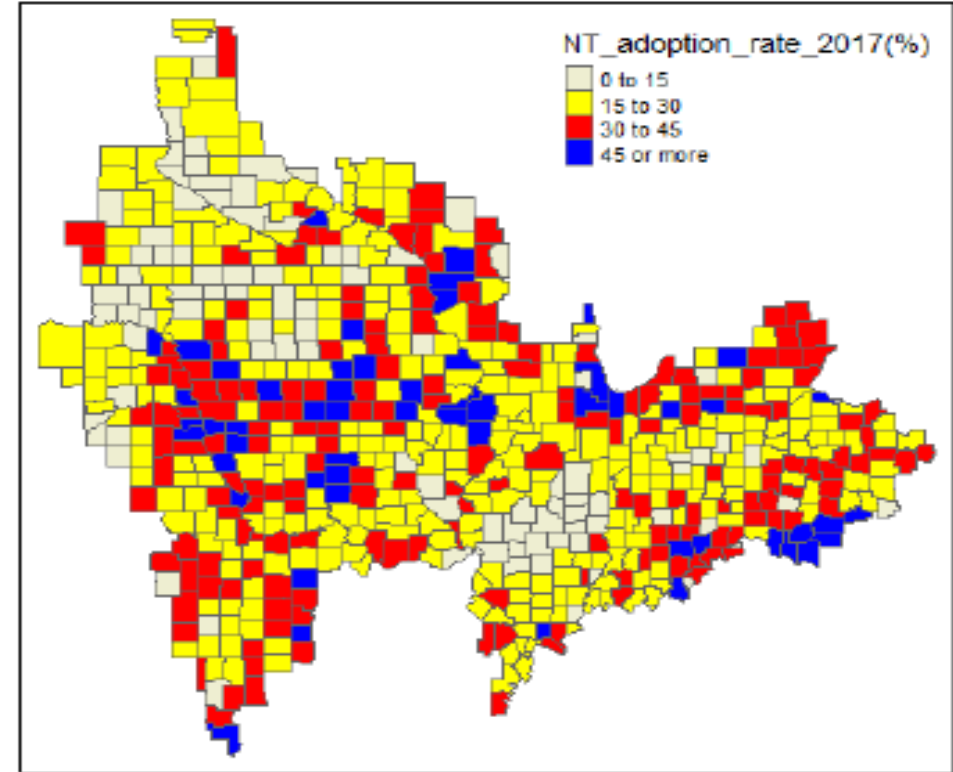 NT_adoption_rate_2017(%)
0 to 15
15 to 30
30 to 45
45 or more